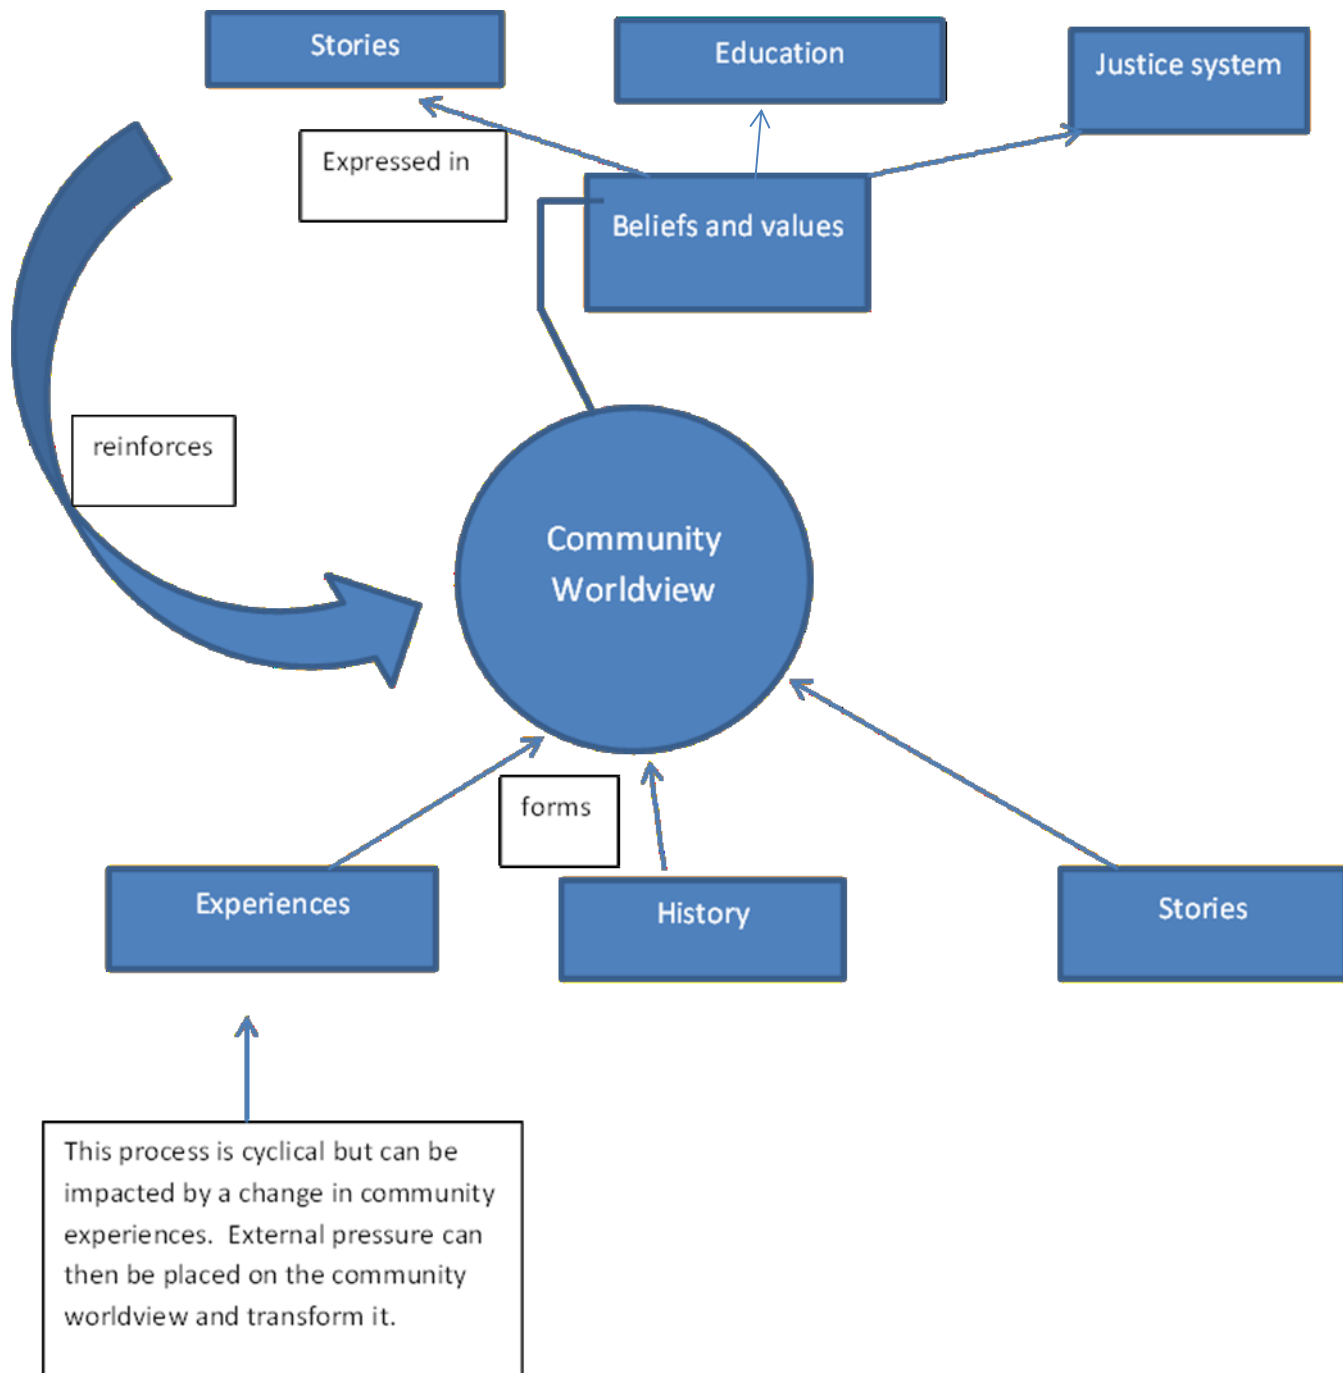 Stories
Education
Justice system
Expressed in
Beliefs and values
reinforces
Community
Worldview
forms
Experiences
History
Stories
This process is cyclical but can be
impacted by a change in community
experiences.  External pressure can
then be placed on the community
worldview and transform it.